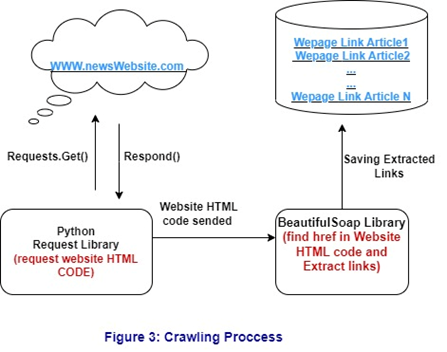 WWW.newsWebsite.com
Wepage Link Article1
Wepage Link Article2
...
...
Wepage Link Article N
Requests.Get()
Respond()
Saving Extracted
Links
Website HTML
code sended
Python
Request Library
(request website HTML
CODE)
BeautifulSoap Library
(find href in Website
HTML code and
Extract links)
Figure 3: Crawling Proccess